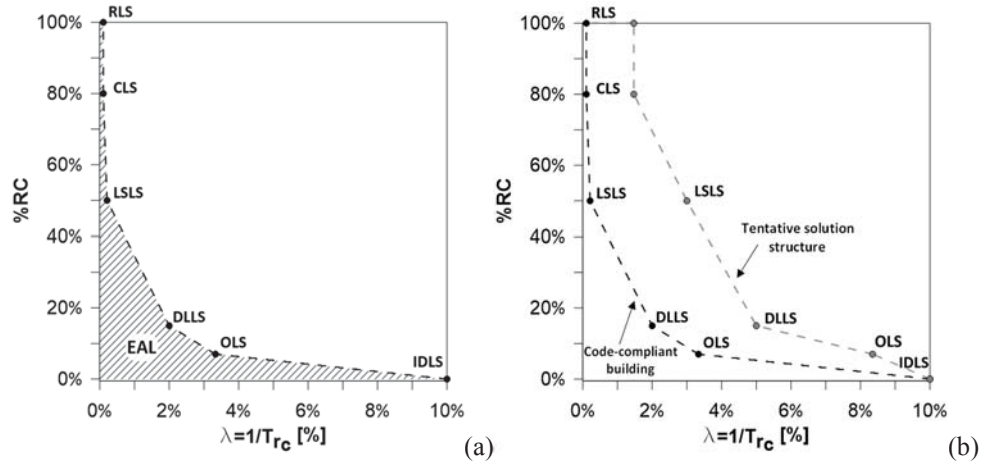 100%
80%
60%
40%
20%
0%
%RC
RLS
CLS
LSLS
DLLS
OLS
IDLS
EAL
0% 2% 4% 6% 8% 10%
λ=1/Trc [%]
(a)
100%
80%
60%
40%
20%
0%
%RC
RLS
CLS
LSLS
LSLS
Tentative solution
structure
DLLS
DLLS
OLS
OLS
IDLS
Code-compliant
building
0% 2% 4% 6% 8% 10%
λ=1/Trc [%]
(b)